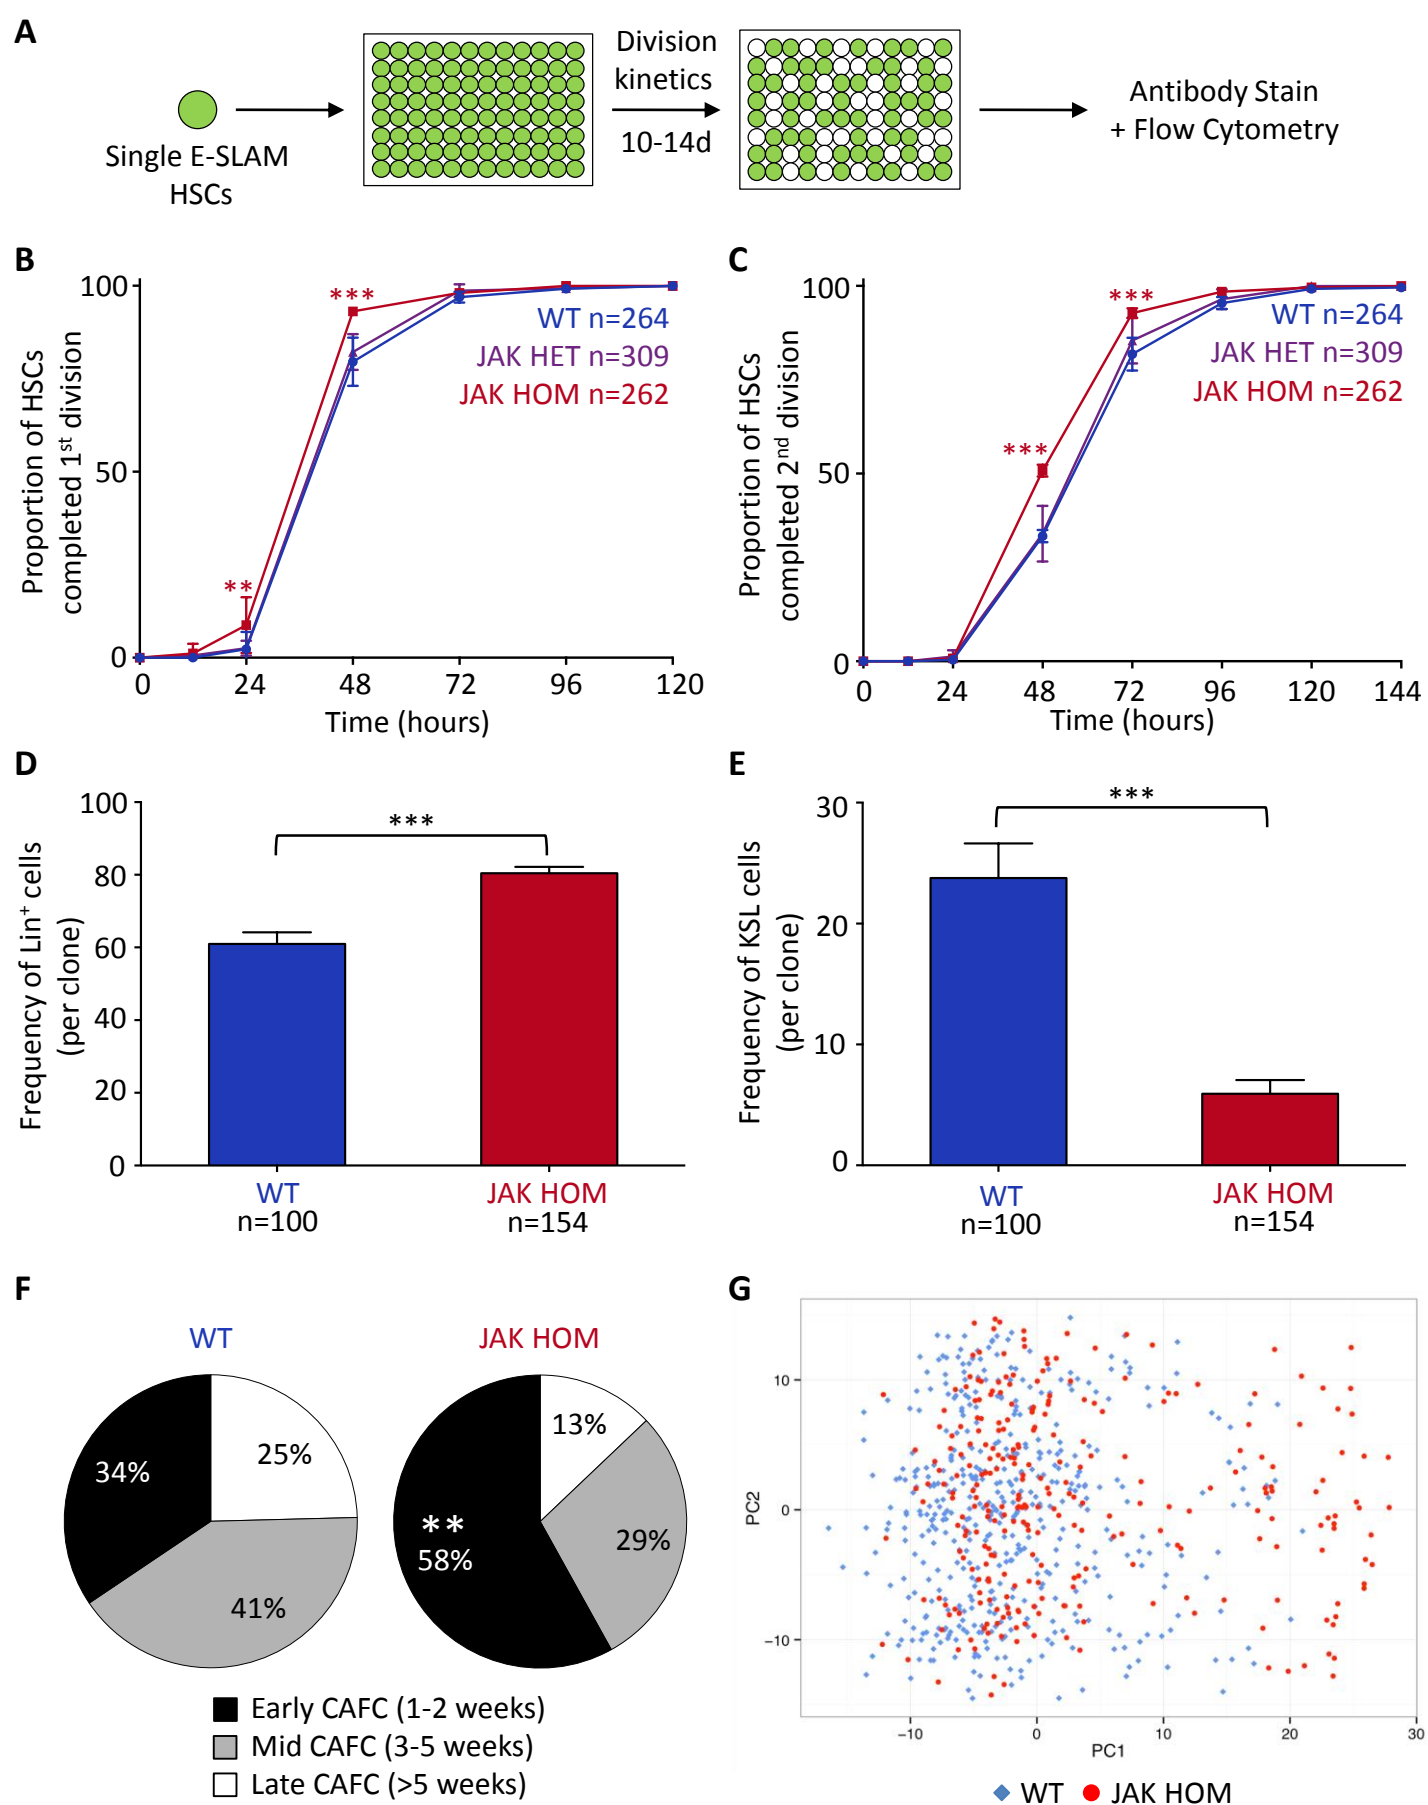 A
Single E-SLAM
HSCs
Division
kinetics
10-14d
Antibody Stain
+ Flow Cytometry
B
Proportion of HSCs
completed 1st division
100
50
0
***
**
WT n=264
JAK HET n=309
JAK HOM n=262
0 24 48 72 96 120
Time (hours)
C
Proportion of HSCs
completed 2nd division
100
50
0
***
***
WT n=264
JAK HET n=309
JAK HOM n=262
0 24 48 72 96 120 144
Time (hours)
D
Frequency of Lin+ cells
(per clone)
100
80
60
40
20
0
***
WT
n=100
JAK HOM
n=154
E
Frequency of KSL cells
(per clone)
30
20
10
0
***
WT
n=100
JAK HOM
n=154
F
WT
34%
25%
41%
JAK HOM
13%
**
58%
29%
Early CAFC (1-2 weeks)
Mid CAFC (3-5 weeks)
Late CAFC (>5 weeks)
G
PC2
10
0
−10
−10 0 10 20 30
PC1
WT JAK HOM